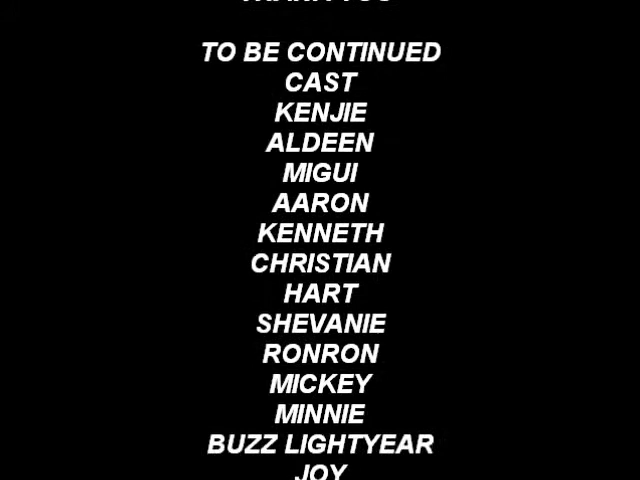 TO BE CONTINUED
CAST
KENJIE
ALDEEN
MIGUI
AARON
KENNETH
CHRISTIAN
HART
SHEVANIE
RONRON
MICKEY
MINNIE
BUZZ LIGHTYEAR
JOY